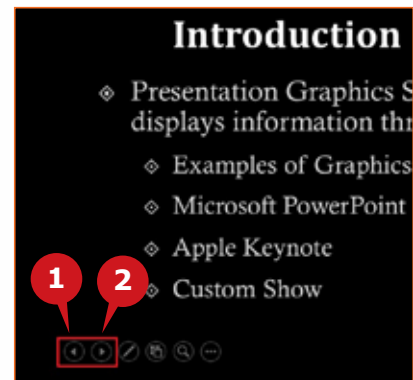 Introduction
Presentation Graphics S
displays information thr
Examples of Graphics
Microsoft PowerPoint
Apple Keynote
1 2
Custom Show